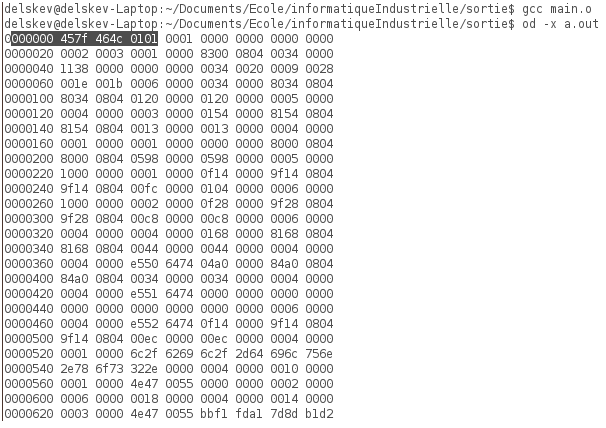 delskev@delskev-Laptop:~/Documents/Ecole/informatiqueIndustrielle/sortie$ gcc main.o
delskev@delskev-Laptop:~/Documents/Ecole/informatiqueIndustrielle/sortie$ od -x a.out
0000000 457f 464c 0101 0001 0000 0000 0000 0000
0000020 0002 0003 0001 0000 8300 0804 0034 0000
0000040 1138 0000 0000 0000 0034 0020 0009 0028
0000060 001e 001b 0006 0000 0034 0000 8034 0804
0000100 8034 0804 0120 0000 0120 0000 0005 0000
0000120 0004 0000 0003 0000 0154 0000 8154 0804
0000140 8154 0804 0013 0000 0013 0000 0004 0000
0000160 0001 0000 0001 0000 0000 0000 8000 0804
0000200 8000 0804 0598 0000 0598 0000 0005 0000
0000220 1000 0000 0001 0000 0f14 0000 9f14 0804
0000240 9f14 0804 00fc 0000 0104 0000 0006 0000
0000260 1000 0000 0002 0000 0f28 0000 9f28 0804
0000300 9f28 0804 00c8 0000 00c8 0000 0006 0000
0000320 0004 0000 0004 0000 0168 0000 8168 0804
0000340 8168 0804 0044 0000 0044 0000 0004 0000
0000360 0004 0000 e550 6474 04a0 0000 84a0 0804
0000400 84a0 0804 0034 0000 0034 0000 0004 0000
0000420 0004 0000 e551 6474 0000 0000 0000 0000
0000440 0000 0000 0000 0000 0000 0000 0006 0000
0000460 0004 0000 e552 6474 0f14 0000 9f14 0804
0000500 9f14 0804 00ec 0000 00ec 0000 0004 0000
0000520 0001 0000 6c2f 6269 6c2f 2d64 696c 756e
0000540 2e78 6f73 322e 0000 0004 0000 0010 0000
0000560 0001 0000 4e47 0055 0000 0000 0002 0000
0000600 0006 0000 0018 0000 0004 0000 0014 0000
0000620 0003 0000 4e47 0055 bbf1 fda1 7d8d b1d2